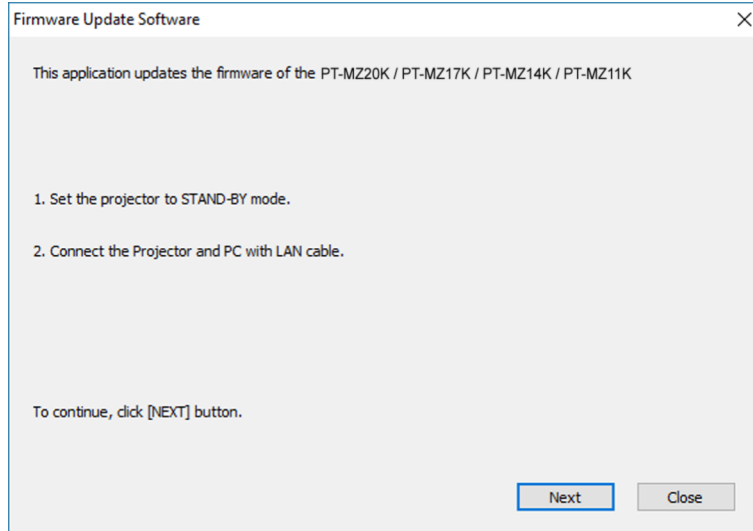 Firmware Update Software
This application updates the firmware of the PT-MZ20K / PT-MZ17K / PT-MZ14K / PT-MZ11K
1. Set the projector to STAND-BY mode.
2. Connect the Projector and PC with LAN cable.
To continue, click [NEXT] button.
Next Close